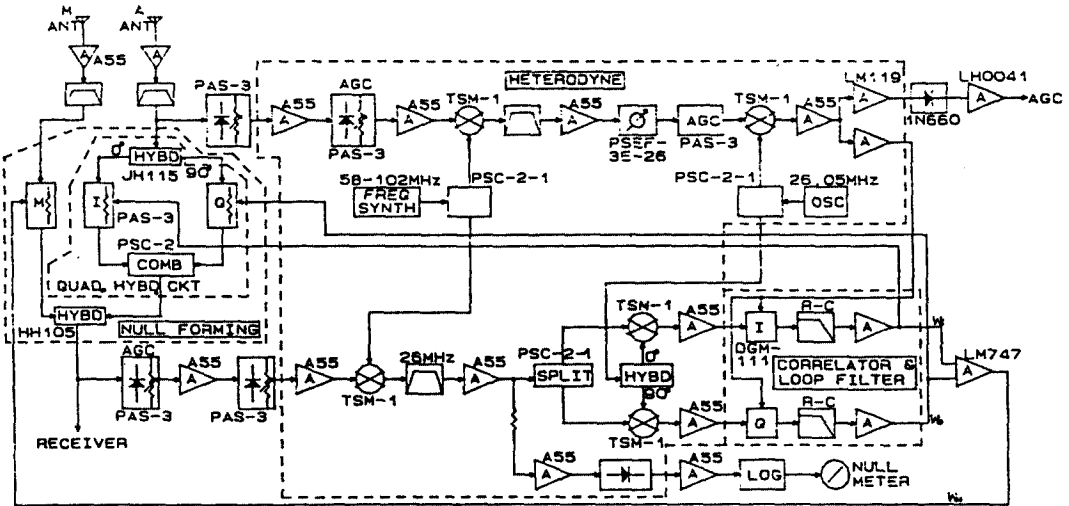 M ANT
A ANT
A
A
A55
PAS-3
HETERODYNE
AGC
A55
A
PAS-3
A55
A
TSM-1
A55
A
PSEF-3E-26
AGC
PAS-3
TSM-1
A55
A
LM119
A
1N660
LH0041
A
AGC
A
0°
HYBD
90°
JH115
M
I
PAS-3
Q
58-102MHz
FREQ SYNTH
PSC-2-1
PSC-2-1
26.05MHz
OSC
PSC-2
COMB
QUAD. HYBD CKT
HYBD
HH105
NULL FORMING
AGC
PAS-3
A55
A
PAS-3
A55
A
TSM-1
26MHz
A55
A
PSC-2-1
SPLIT
TSM-1
0°
HYBD
90°
TSM-1
A55
A
I
DGM-111
R-C
A
CORRELATOR & LOOP FILTER
LM747
A
A55
A
Q
R-C
A
RECEIVER
A55
A
A55
A
LOG
NULL METER